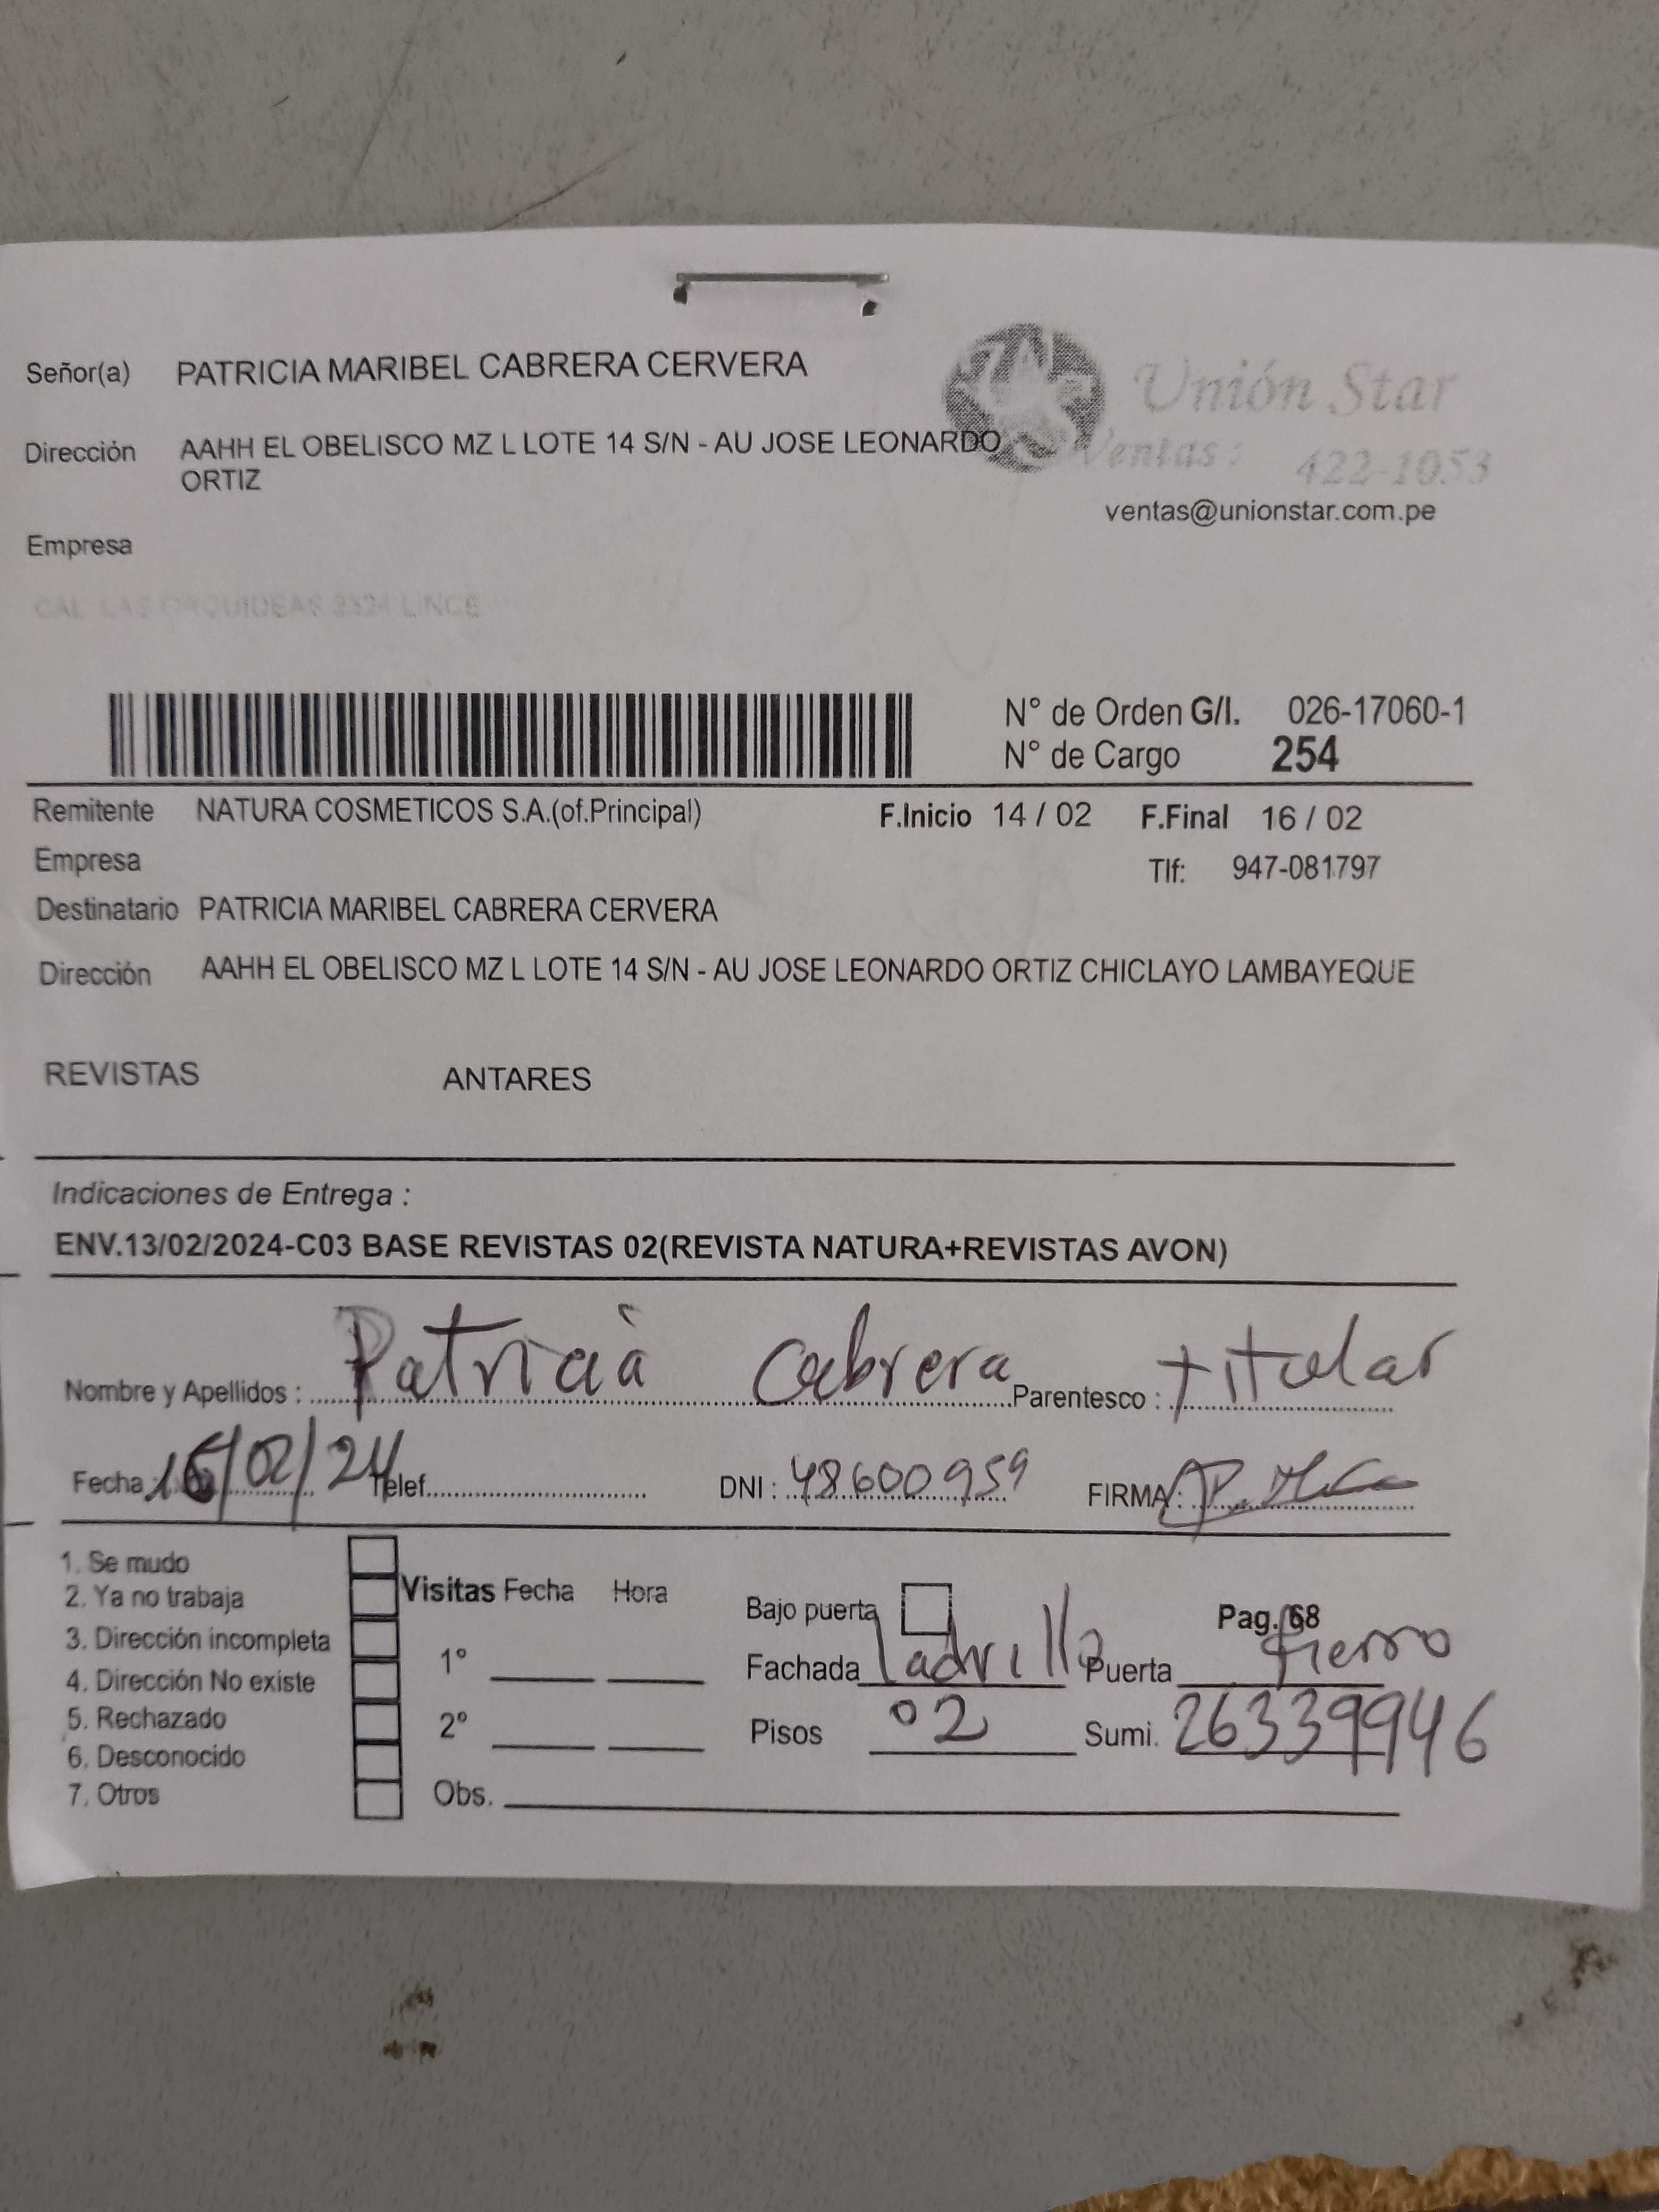 Señor(a) PATRICIA MARIBEL CABRERA CERVERA
Unión Star
Dirección AAHH EL OBELISCO MZ L LOTE 14 S/N - AU JOSE LEONARDO
ORTIZ
Ventas: 422-1053
ventas@unionstar.com.pe
Empresa
CAL LAS ORQUIDEAS LINCE
N° de Orden G/I. 026-17060-1
N° de Cargo 254
Remitente NATURA COSMETICOS S.A.(of.Principal) F.Inicio 14 / 02 F.Final 16 / 02
Empresa Tlf: 947-081797
Destinatario PATRICIA MARIBEL CABRERA CERVERA
Dirección AAHH EL OBELISCO MZ L LOTE 14 S/N - AU JOSE LEONARDO ORTIZ CHICLAYO LAMBAYEQUE
REVISTAS ANTARES
Indicaciones de Entrega :
ENV.13/02/2024-C03 BASE REVISTAS 02(REVISTA NATURA+REVISTAS AVON)
Nombre y Apellidos : Patricia Cabrera Parentesco : titular
Fecha /02/24 Telef. DNI : 48600959 FIRMA:
1. Se mudo
2. Ya no trabaja
3. Dirección incompleta
4. Dirección No existe
5. Rechazado
6. Desconocido
7. Otros
Visitas Fecha Hora
1°
2°
Obs.
Bajo puerta Pag. 68
Fachada ladrillo Puerta fierro
Pisos 02 Sumi. 26339946